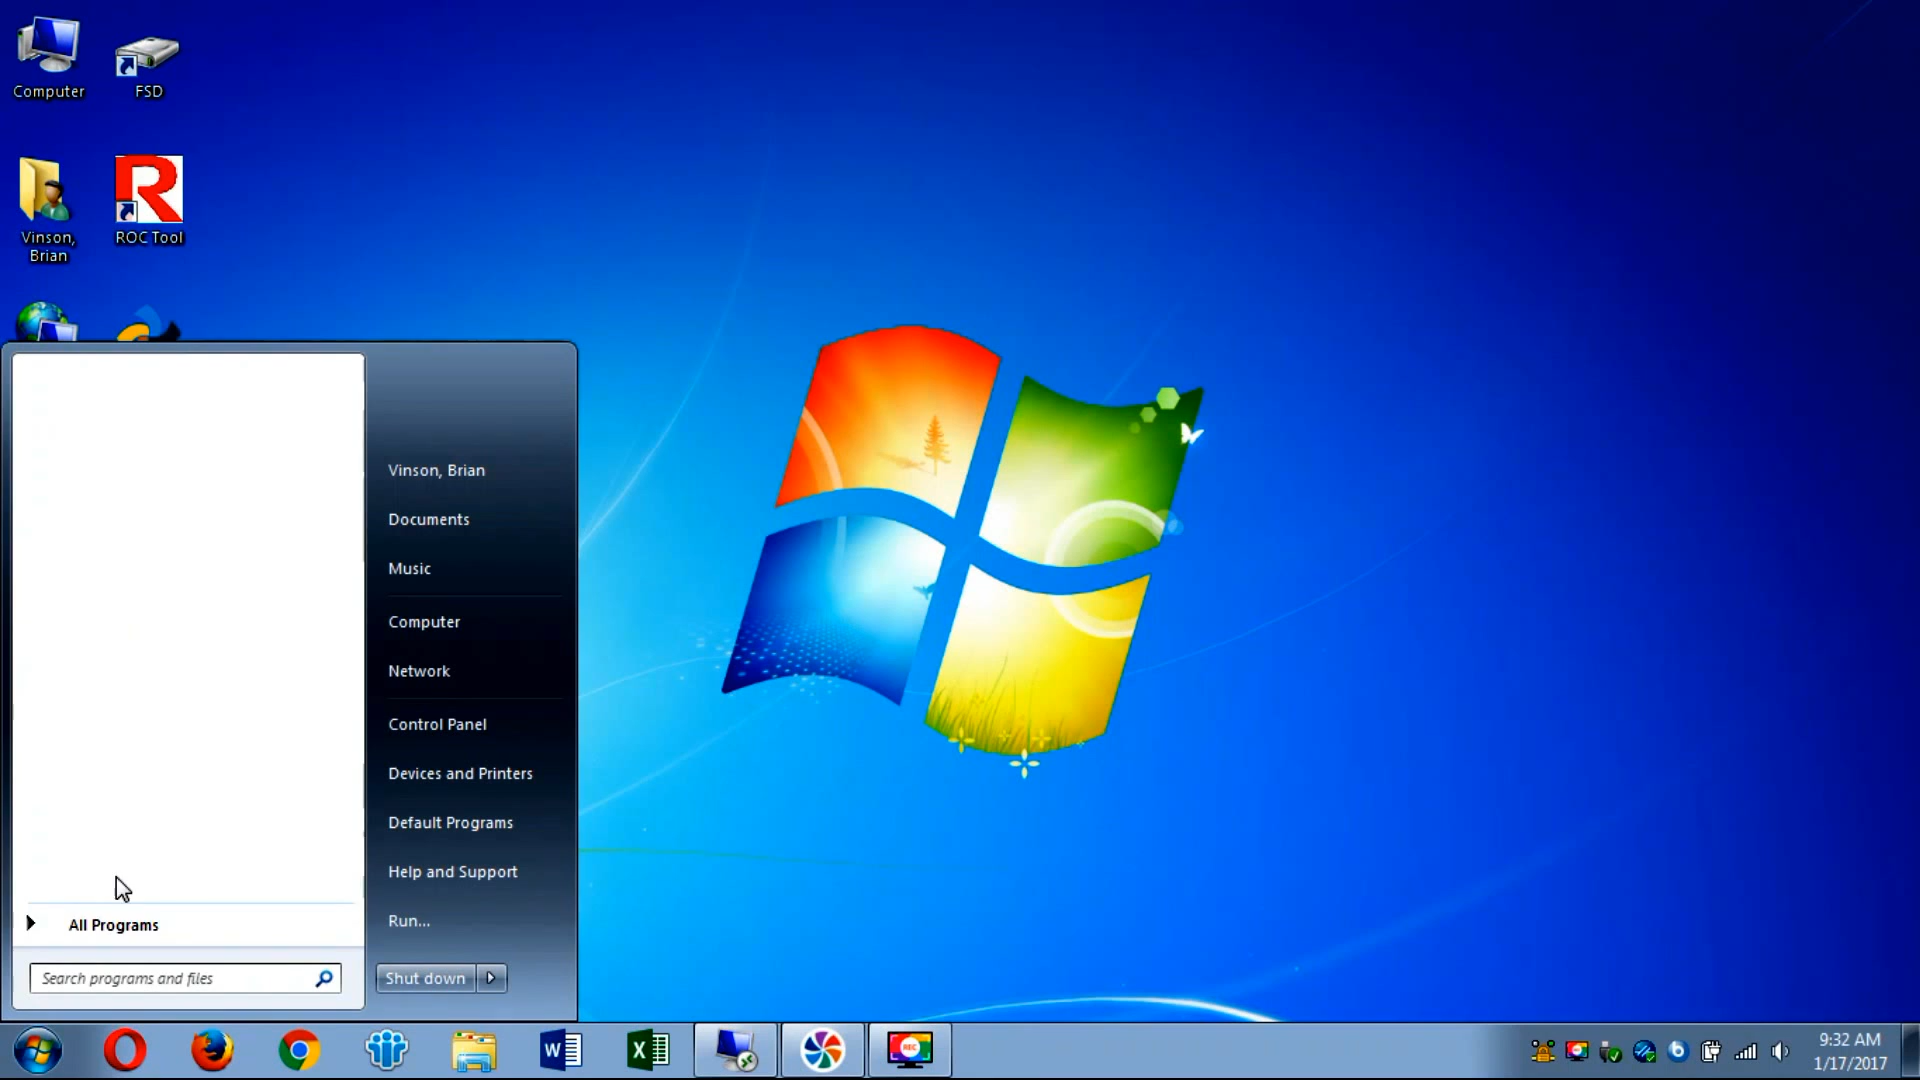 Computer
FSD
Vinson,
Brian
ROC Tool
Vinson, Brian
Documents
Music
Computer
Network
Control Panel
Devices and Printers
Default Programs
Help and Support
Run...
All Programs
Search programs and files
Shut down
REC
9:32 AM
1/17/2017